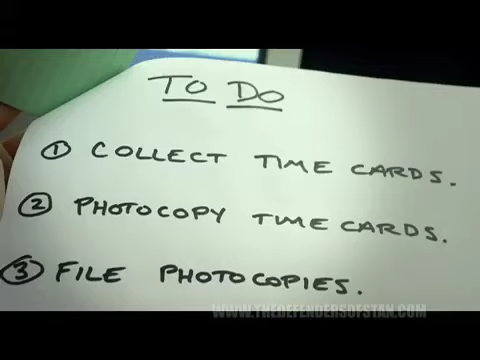 TO DO
① COLLECT TIME CARDS.
② PHOTOCOPY TIME CARDS.
③ FILE PHOTOCOPIES.
WWW.THEDEFENDERSOFSTAN.COM